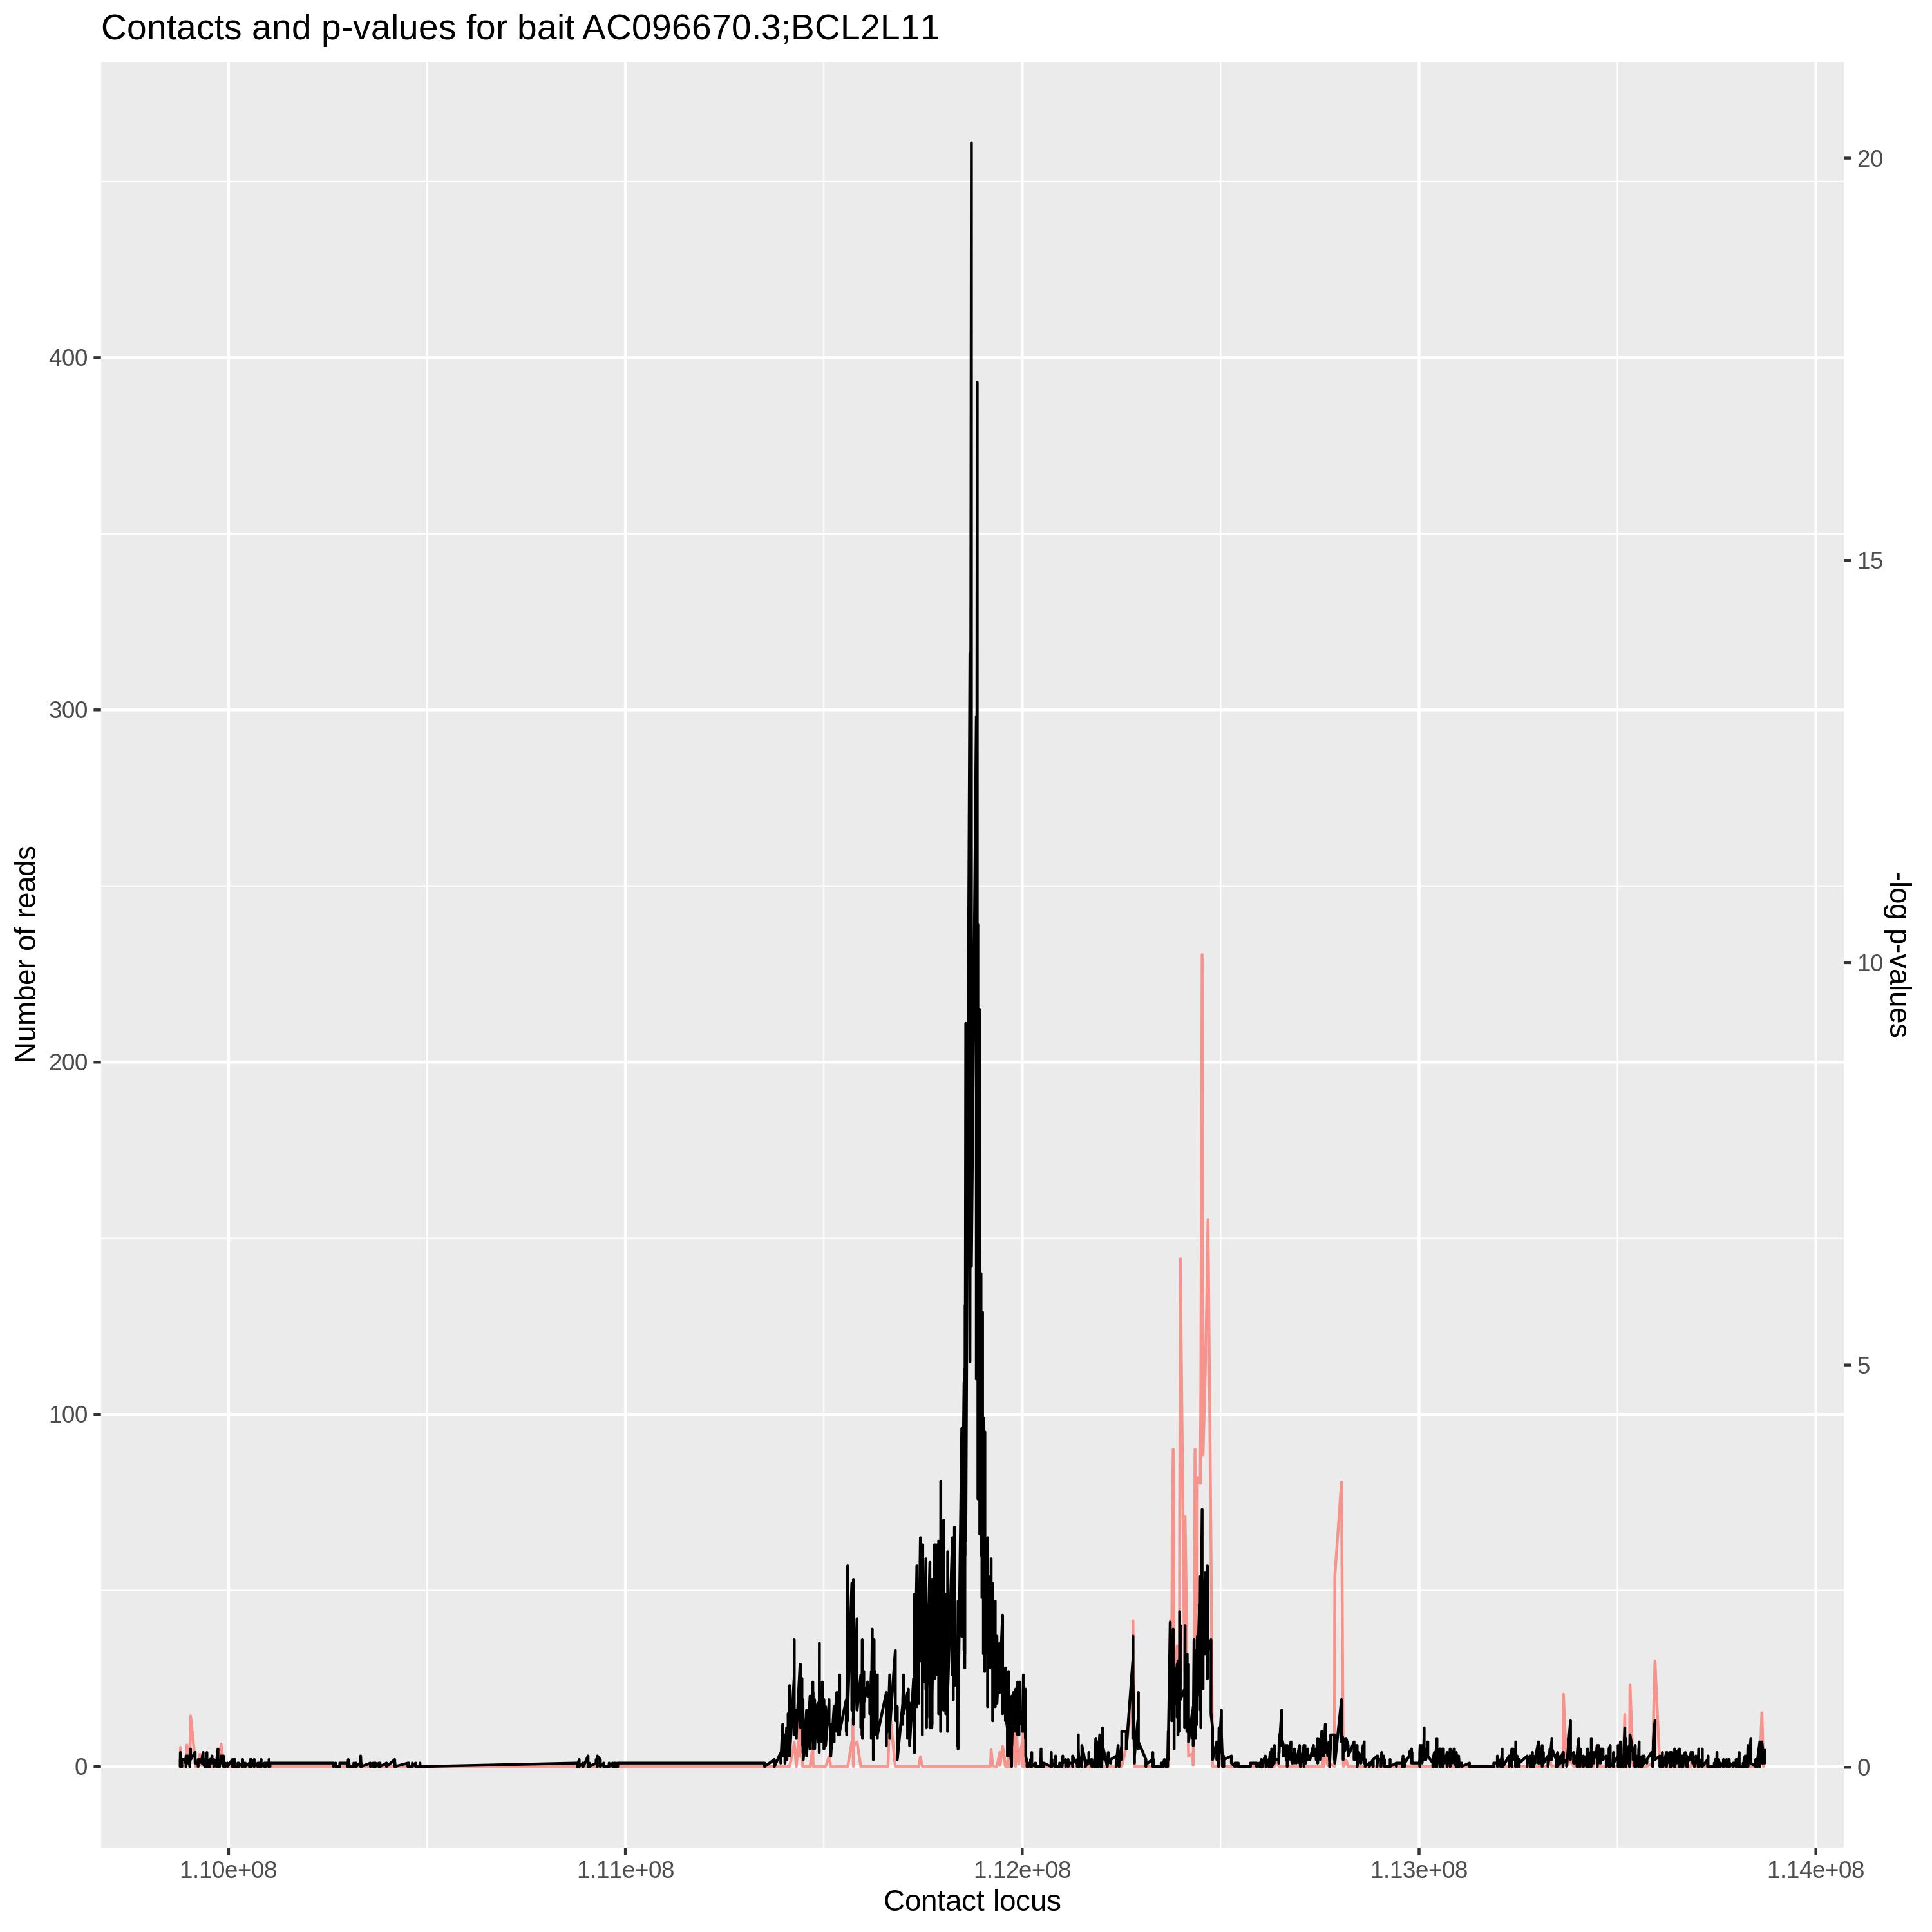 Contacts and p-values for bait AC096670.3;BCL2L11
Number of reads
400
300
200
100
0
20
15
10
5
0
-log p-values
1.10e+08
1.11e+08
1.12e+08
1.13e+08
1.14e+08
Contact locus